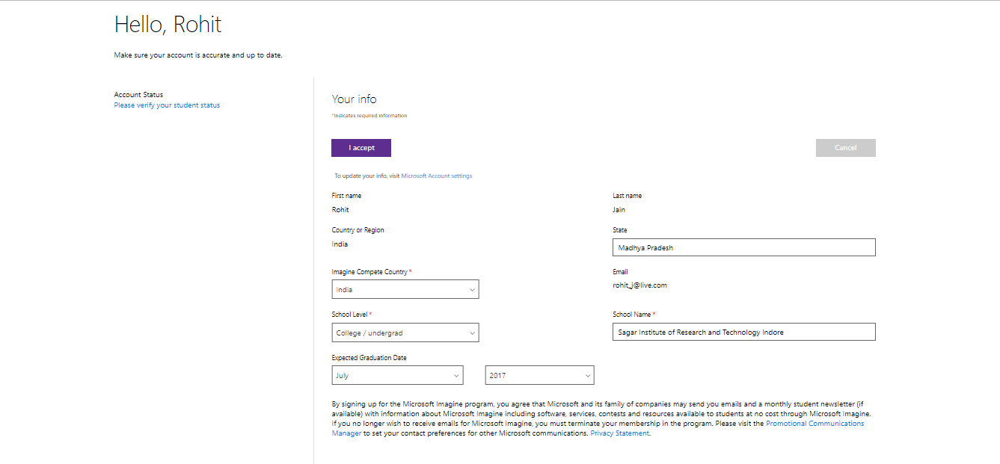 Hello, Rohit
Make sure your account is accurate and up to date.
Account Status
Please verify your student status
Your info
*Indicates required information
I accept
Cancel
To update your info, visit Microsoft Account settings
First name
Last name
Rohit
Jain
Country or Region
State
India
Madhya Pradesh
Imagine Compete Country *
Email
India
rohit_j@live.com
School Level *
School Name *
College / undergrad
Sagar Institute of Research and Technology Indore
Expected Graduation Date
July
2017
By signing up for the Microsoft Imagine program, you agree that Microsoft and its family of companies may send you emails and a monthly student newsletter (if
available) with information about Microsoft Imagine including software, services, contests and resources available to students at no cost through Microsoft Imagine.
If you no longer wish to receive emails for Microsoft Imagine, you must terminate your membership in the program. Please visit the Promotional Communications
Manager to set your contact preferences for other Microsoft communications. Privacy Statement.